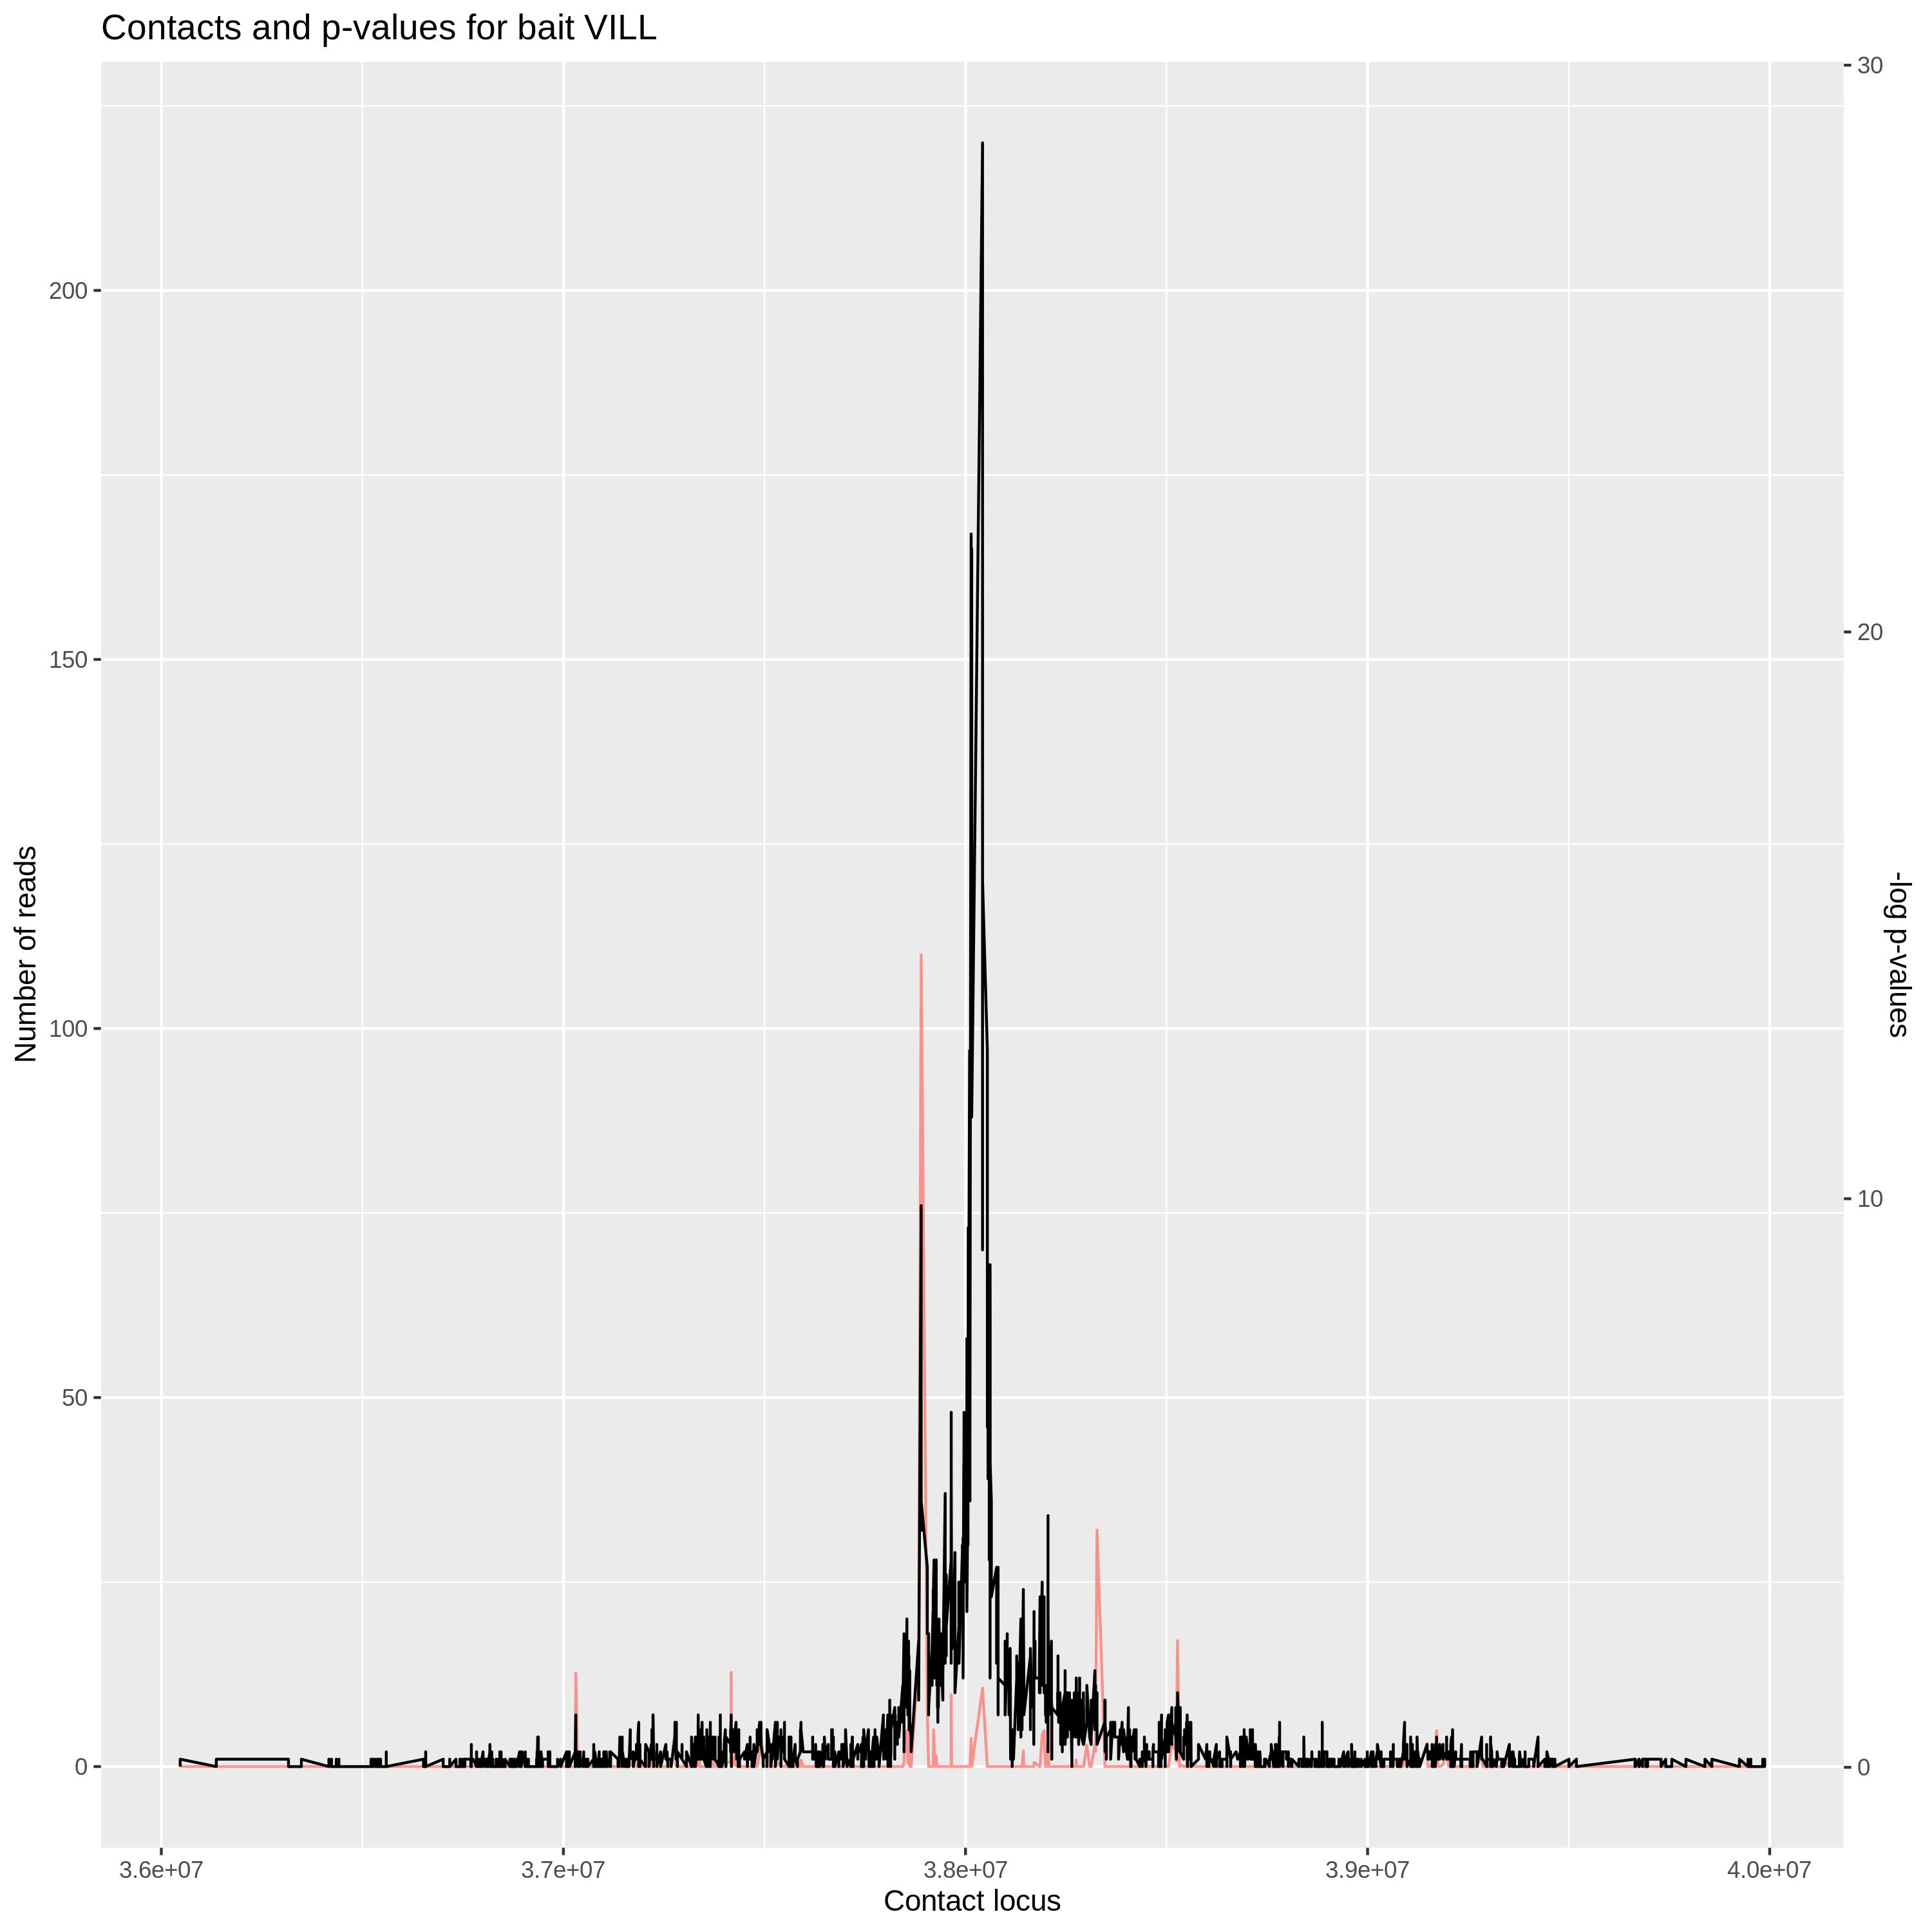 Contacts and p-values for bait VILL
Number of reads
200
150
100
50
0
30
20
10
0
-log p-values
3.6e+07 3.7e+07 3.8e+07 3.9e+07 4.0e+07
Contact locus